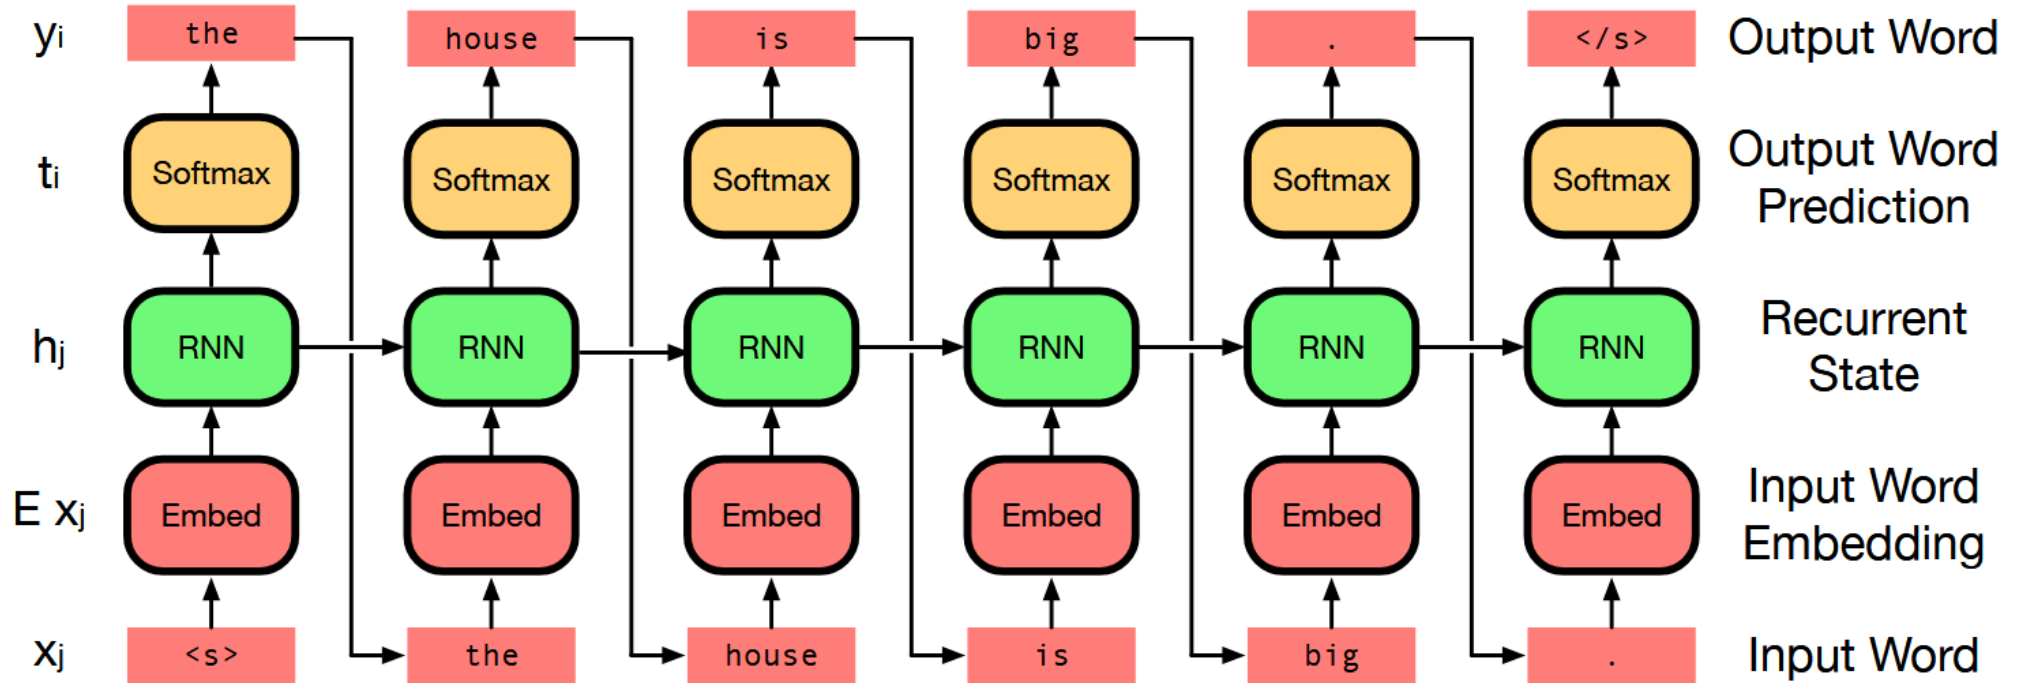 yi the house is big . </s> Output Word
ti Softmax Softmax Softmax Softmax Softmax Softmax Output Word Prediction
hj RNN RNN RNN RNN RNN RNN Recurrent State
E xj Embed Embed Embed Embed Embed Embed Input Word Embedding
xj <s> the house is big . Input Word